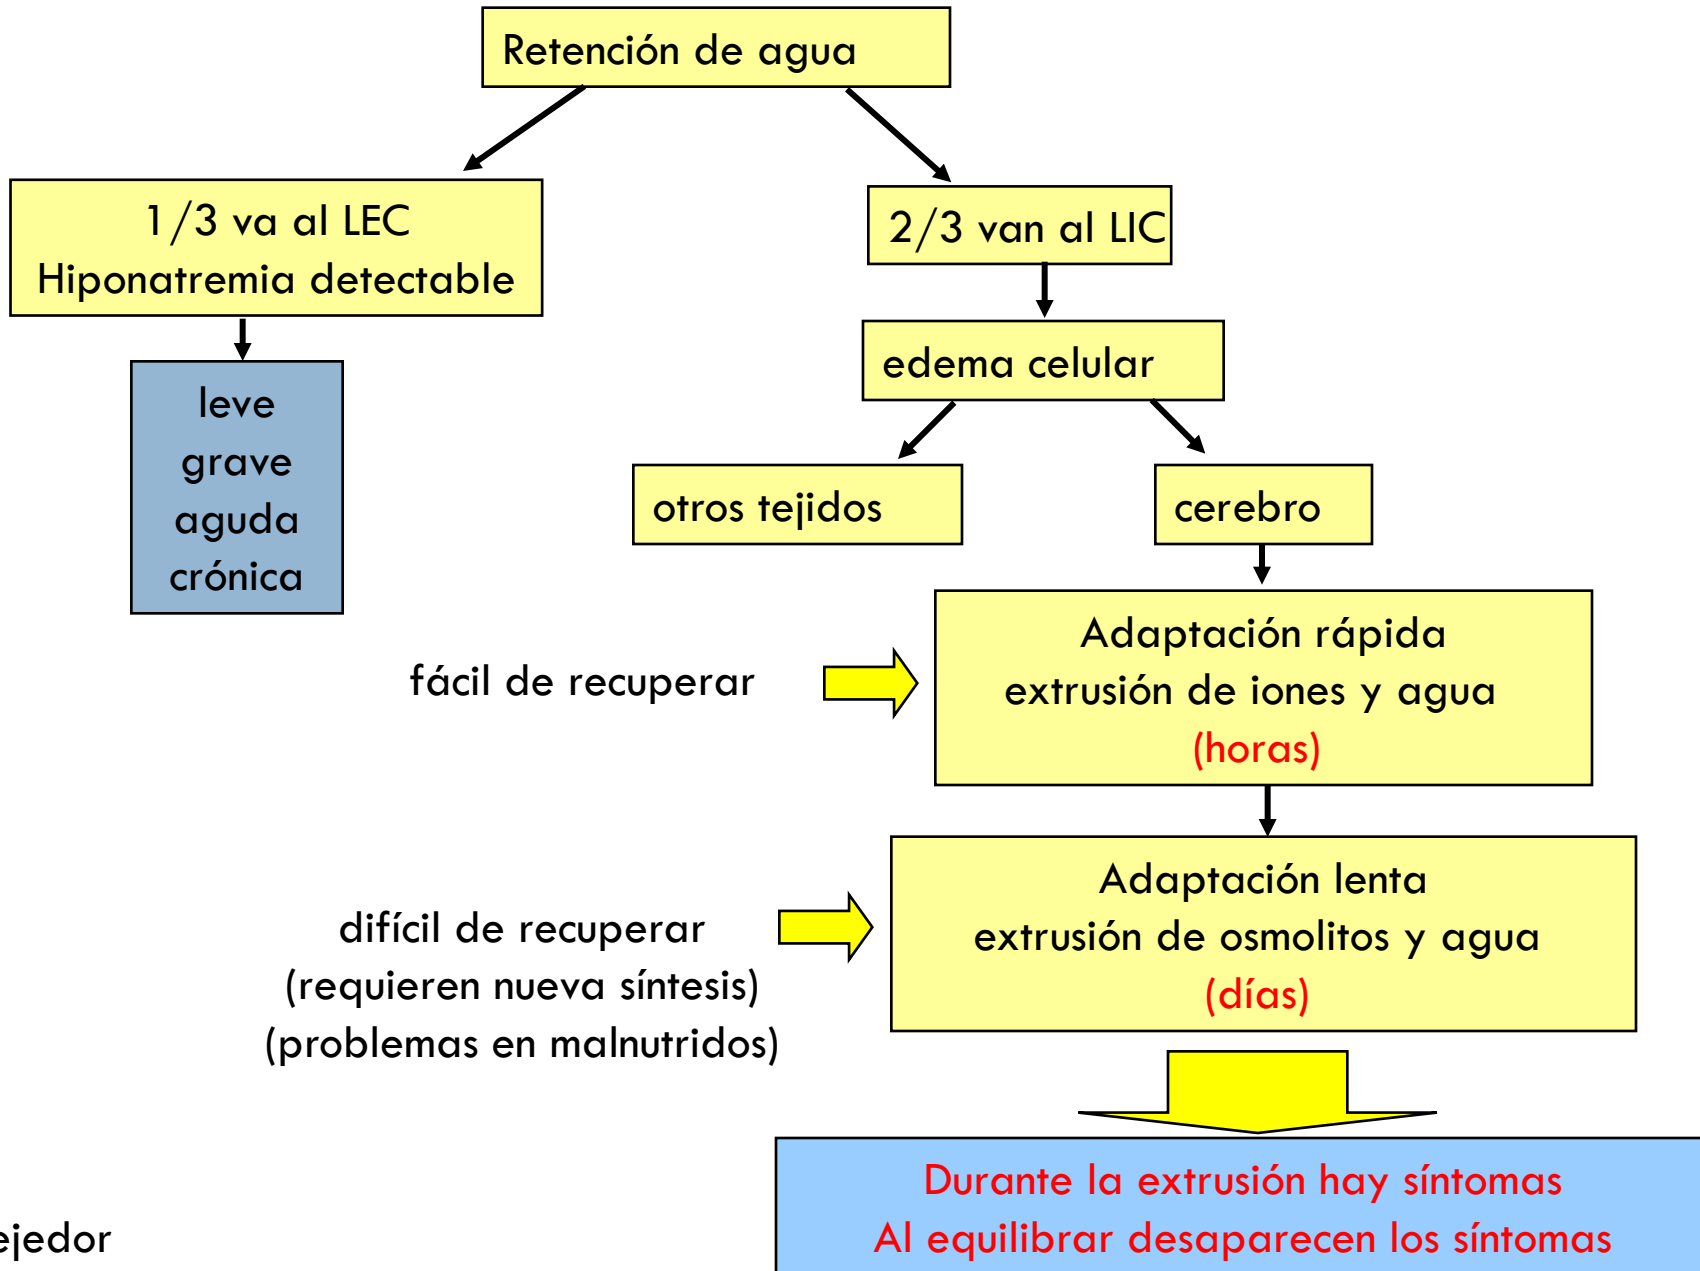 Retención de agua
1/3 va al LEC
Hiponatremia detectable
2/3 van al LIC
leve
grave
aguda
crónica
edema celular
otros tejidos
cerebro
fácil de recuperar
Adaptación rápida
extrusión de iones y agua
(horas)
difícil de recuperar
(requieren nueva síntesis)
(problemas en malnutridos)
Adaptación lenta
extrusión de osmolitos y agua
(días)
Durante la extrusión hay síntomas
Al equilibrar desaparecen los síntomas
ejedor